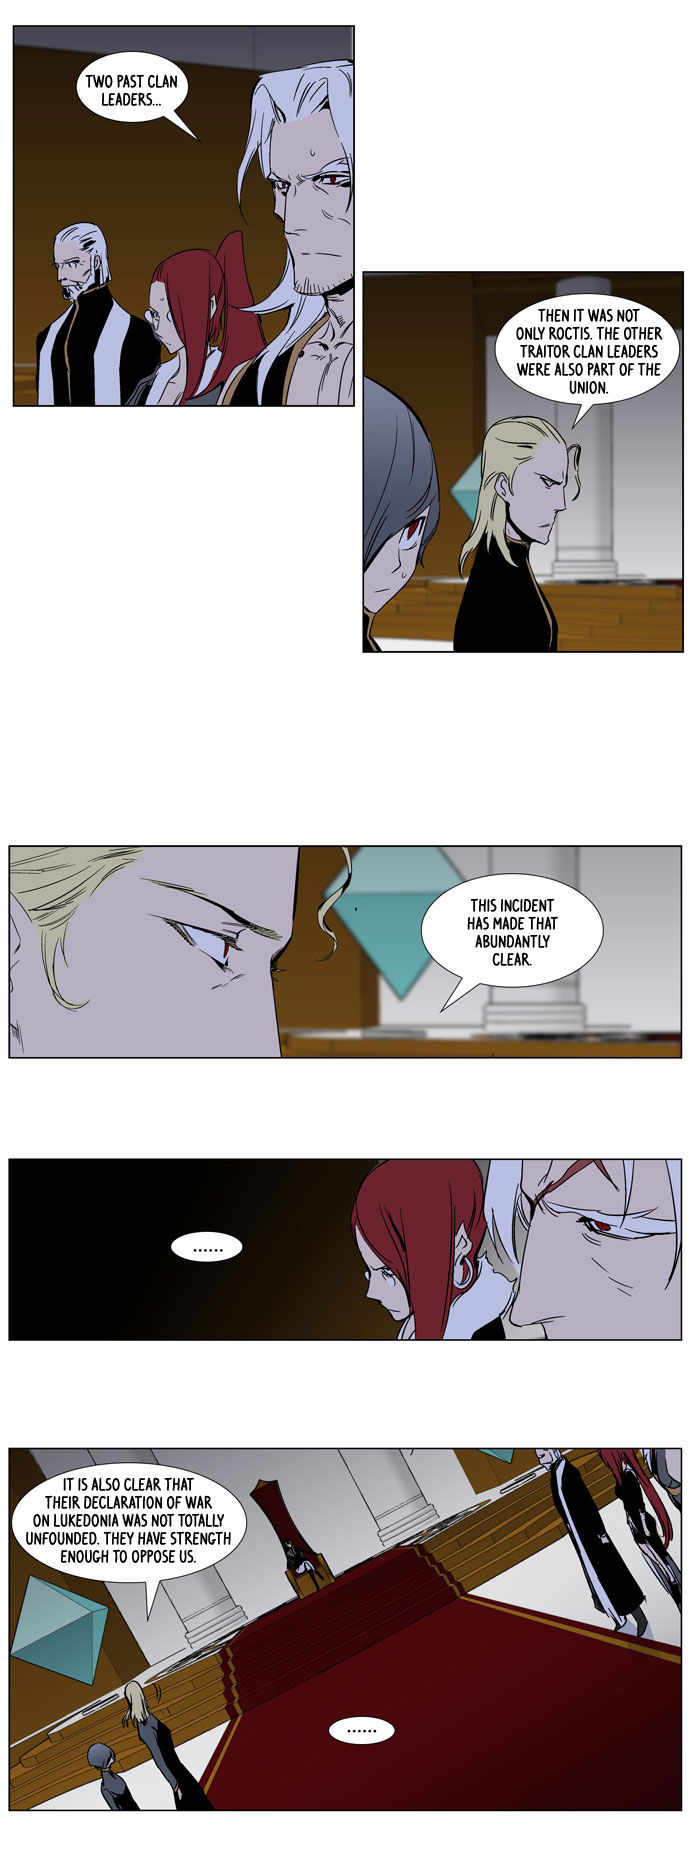 TWO PAST CLAN
LEADERS...
THEN IT WAS NOT
ONLY ROCTIS. THE OTHER
TRAITOR CLAN LEADERS
WERE ALSO PART OF THE
UNION.
THIS INCIDENT
HAS MADE THAT
ABUNDANTLY
CLEAR.
......
IT IS ALSO CLEAR THAT
THEIR DECLARATION OF WAR
ON LUKEDONIA WAS NOT TOTALLY
UNFOUNDED. THEY HAVE STRENGTH
ENOUGH TO OPPOSE US.
......